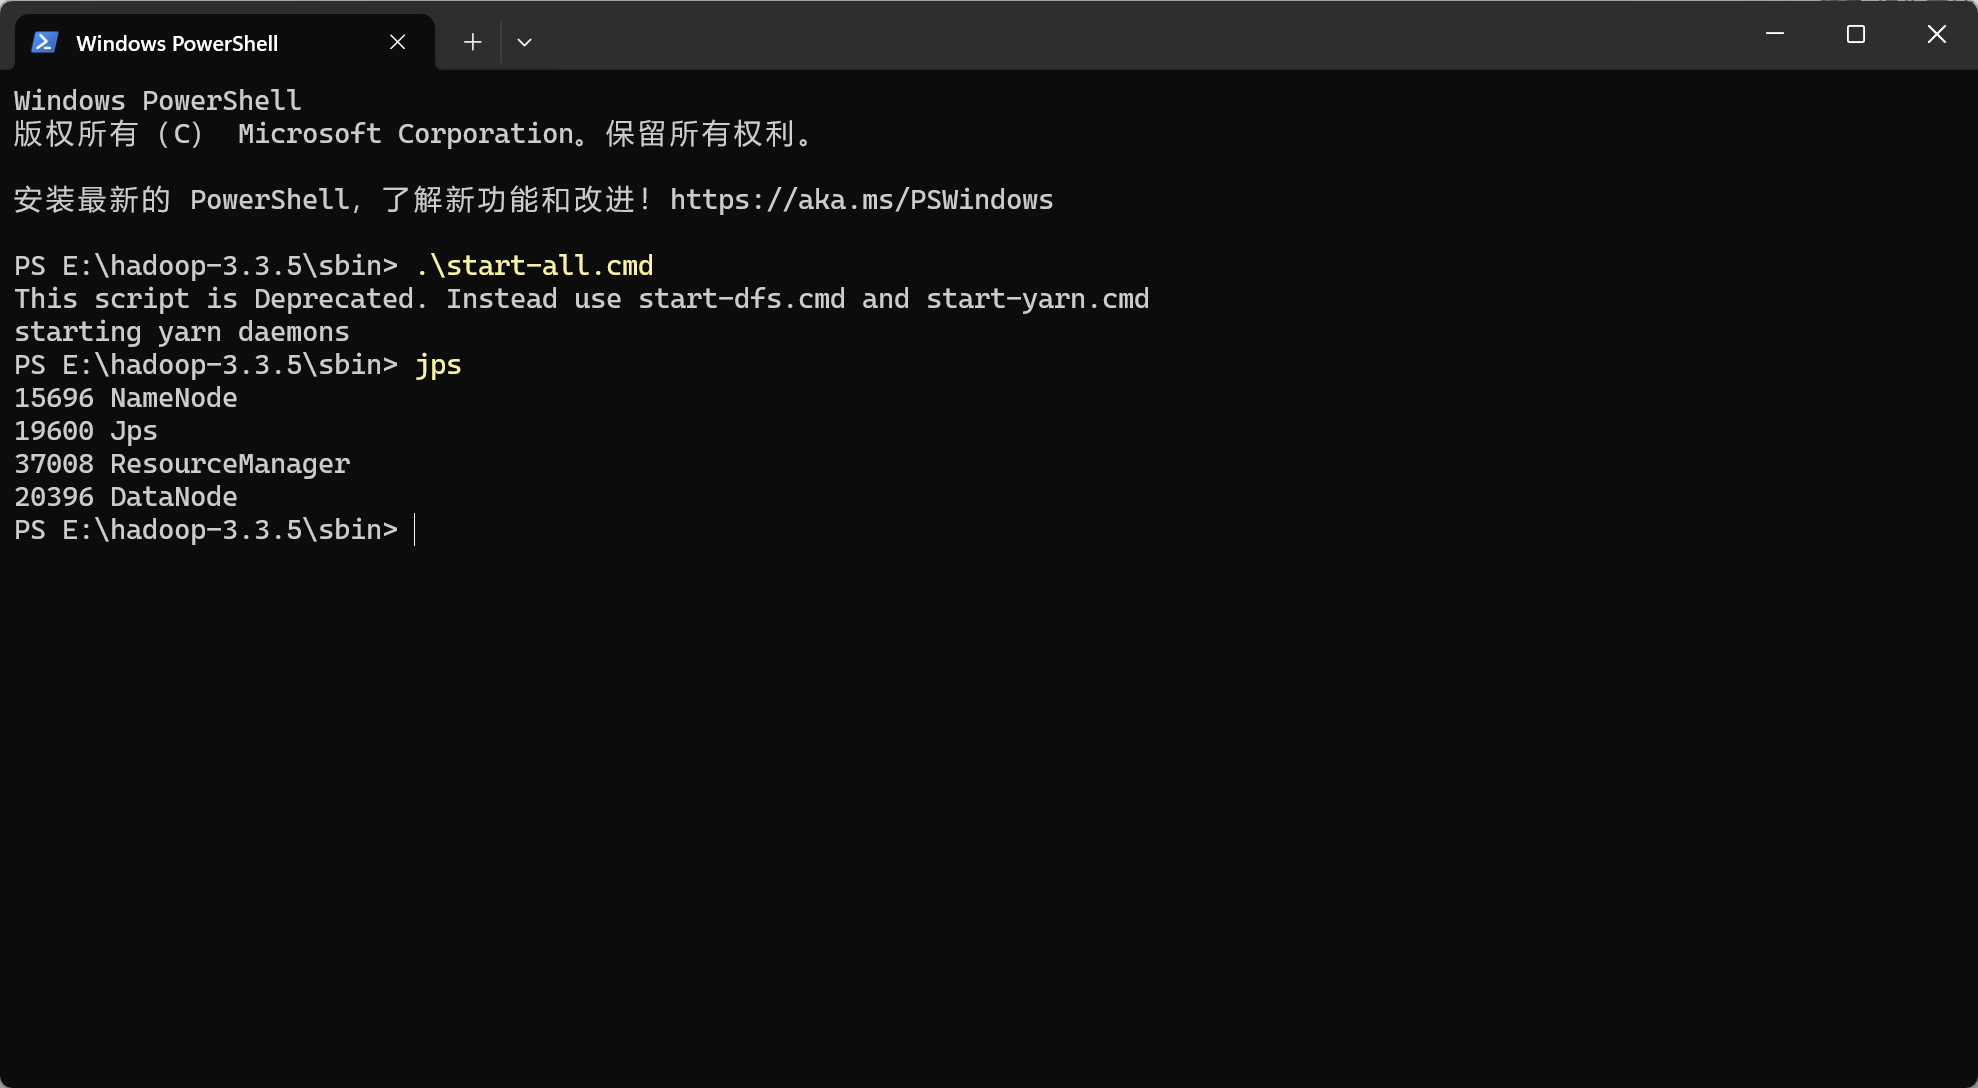 Windows PowerShell
Windows PowerShell
版权所有（C） Microsoft Corporation。保留所有权利。
安装最新的 PowerShell，了解新功能和改进！https://aka.ms/PSWindows
PS E:\hadoop-3.3.5\sbin> .\start-all.cmd
This script is Deprecated. Instead use start-dfs.cmd and start-yarn.cmd
starting yarn daemons
PS E:\hadoop-3.3.5\sbin> jps
15696 NameNode
19600 Jps
37008 ResourceManager
20396 DataNode
PS E:\hadoop-3.3.5\sbin>